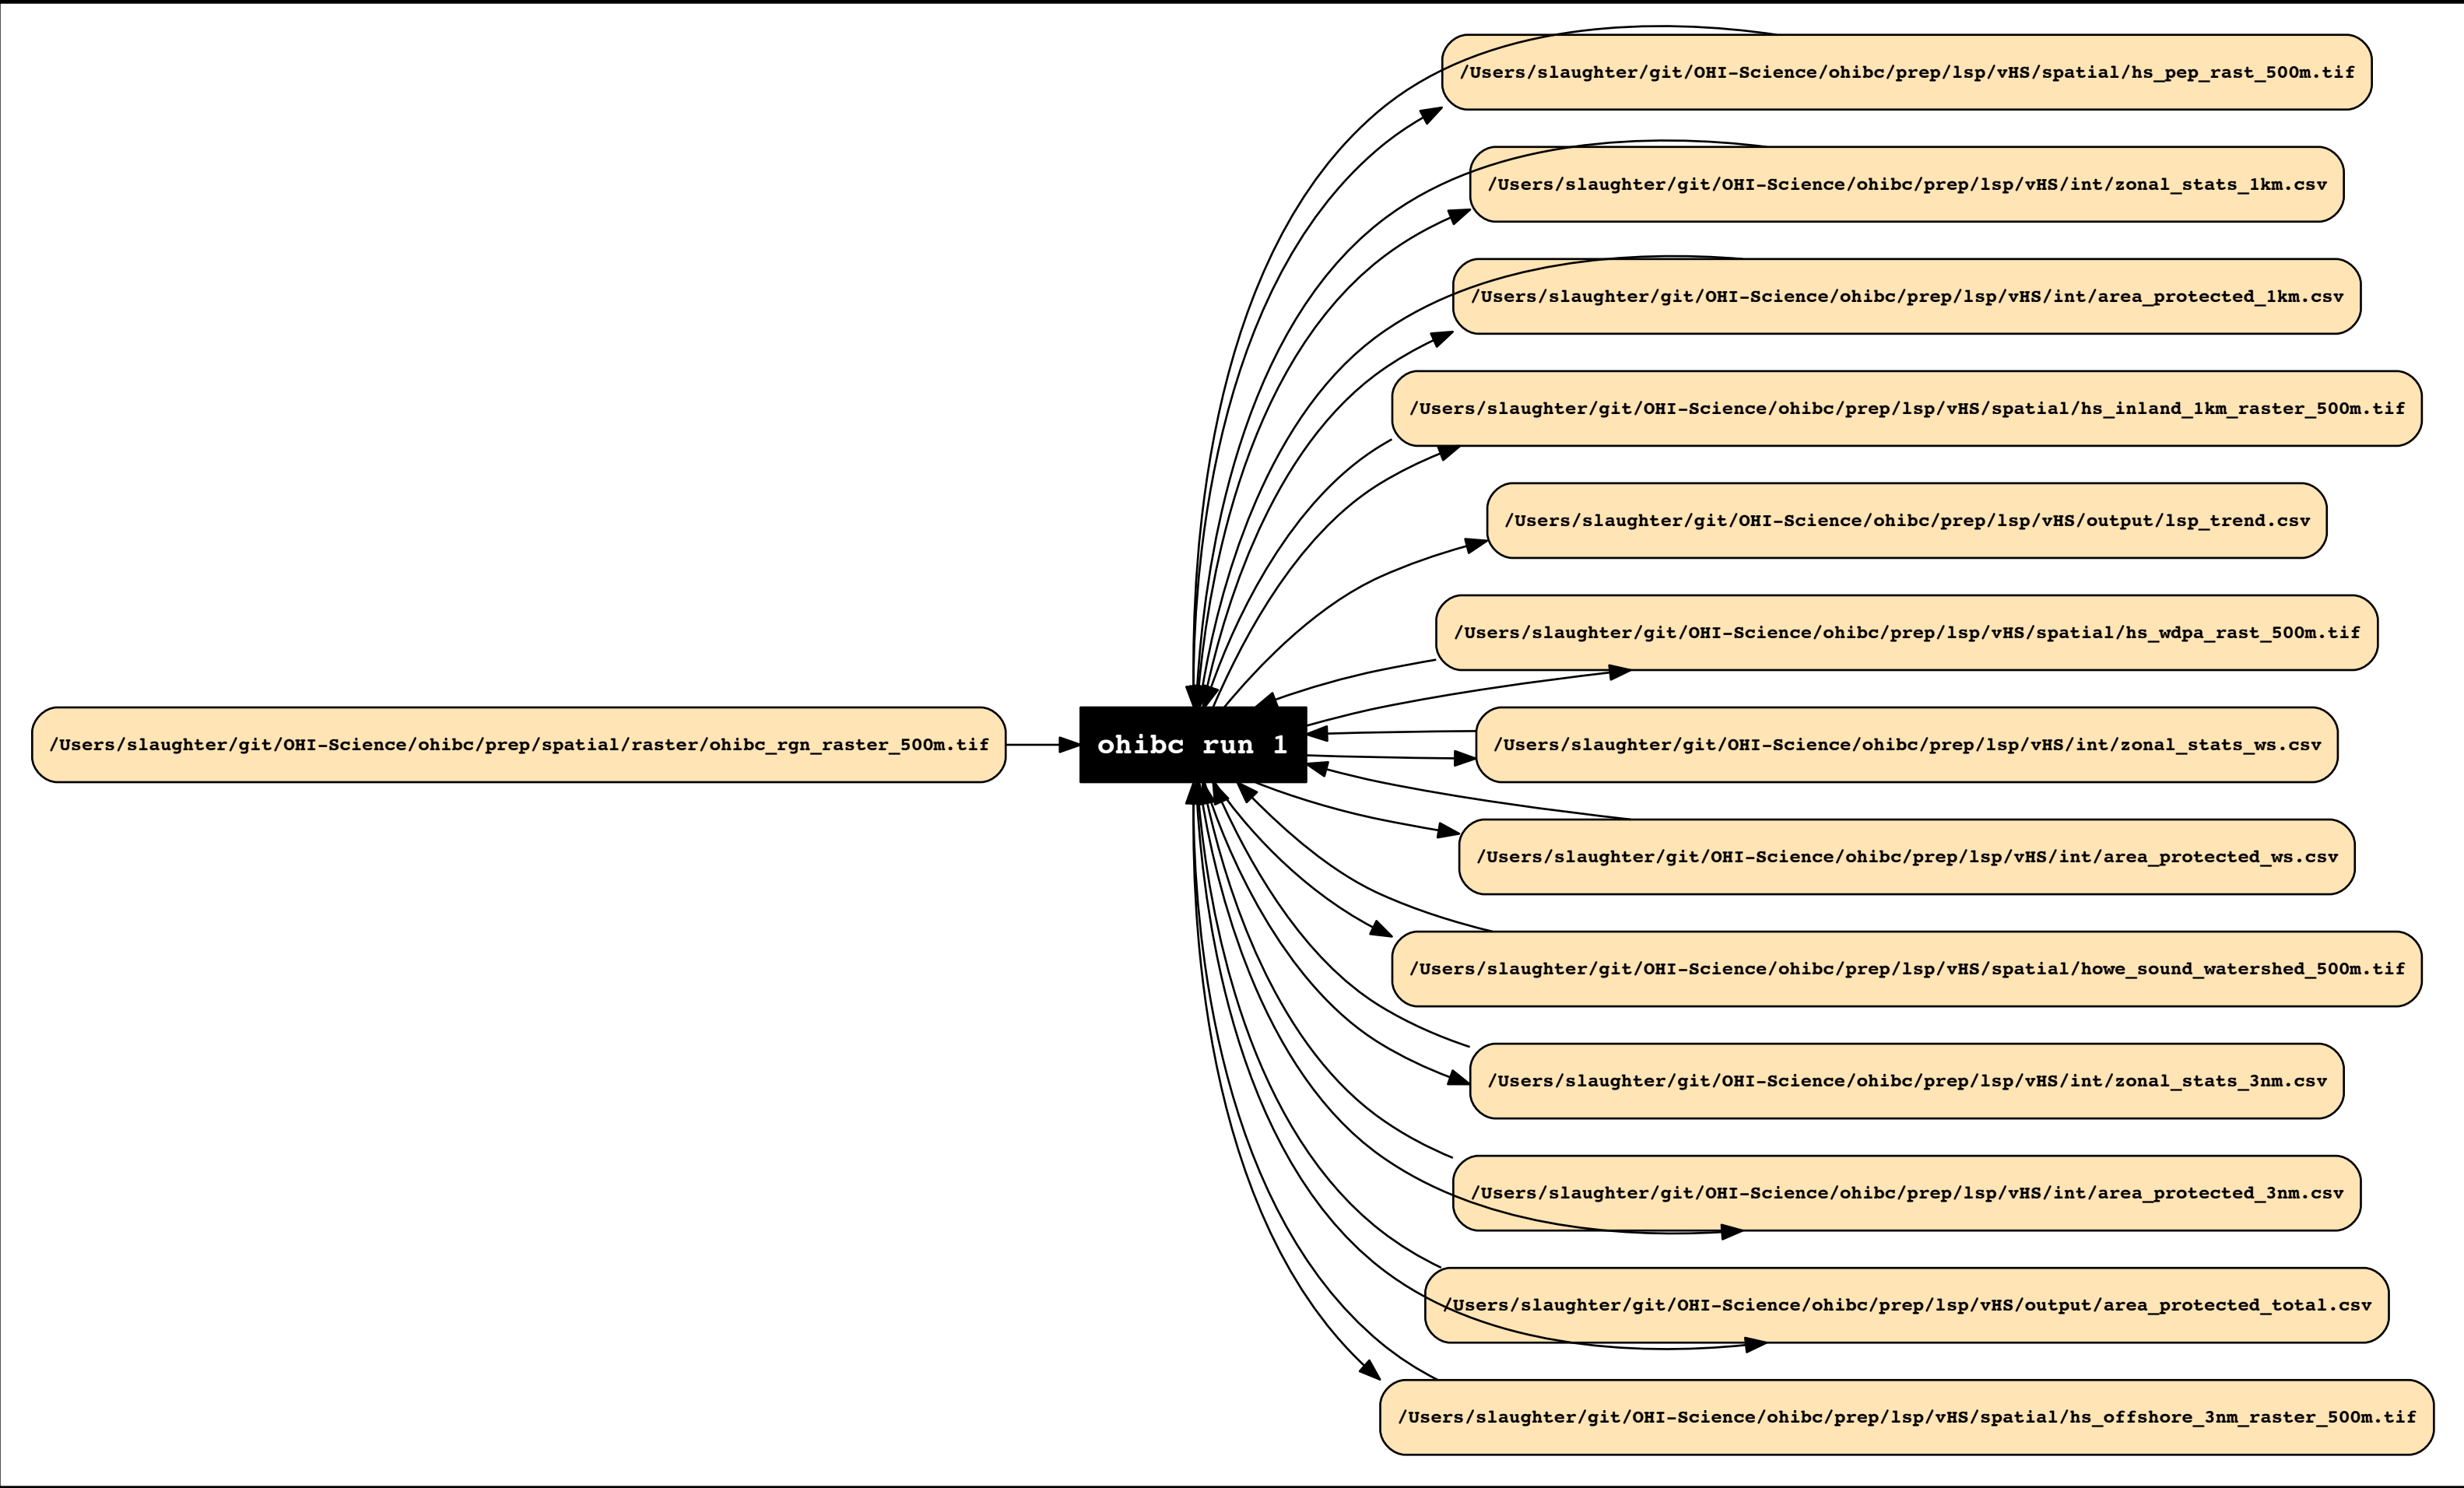 /Users/slaughter/git/OHI-Science/ohibc/prep/lsp/vHS/spatial/hs_pep_rast_500m.tif
/Users/slaughter/git/OHI-Science/ohibc/prep/lsp/vHS/int/zonal_stats_1km.csv
/Users/slaughter/git/OHI-Science/ohibc/prep/lsp/vHS/int/area_protected_1km.csv
/Users/slaughter/git/OHI-Science/ohibc/prep/lsp/vHS/spatial/hs_inland_1km_raster_500m.tif
/Users/slaughter/git/OHI-Science/ohibc/prep/lsp/vHS/output/lsp_trend.csv
/Users/slaughter/git/OHI-Science/ohibc/prep/lsp/vHS/spatial/hs_wdpa_rast_500m.tif
/Users/slaughter/git/OHI-Science/ohibc/prep/spatial/raster/ohibc_rgn_raster_500m.tif
ohibc run 1
/Users/slaughter/git/OHI-Science/ohibc/prep/lsp/vHS/int/zonal_stats_ws.csv
/Users/slaughter/git/OHI-Science/ohibc/prep/lsp/vHS/int/area_protected_ws.csv
/Users/slaughter/git/OHI-Science/ohibc/prep/lsp/vHS/spatial/howe_sound_watershed_500m.tif
/Users/slaughter/git/OHI-Science/ohibc/prep/lsp/vHS/int/zonal_stats_3nm.csv
/Users/slaughter/git/OHI-Science/ohibc/prep/lsp/vHS/int/area_protected_3nm.csv
/Users/slaughter/git/OHI-Science/ohibc/prep/lsp/vHS/output/area_protected_total.csv
/Users/slaughter/git/OHI-Science/ohibc/prep/lsp/vHS/spatial/hs_offshore_3nm_raster_500m.tif